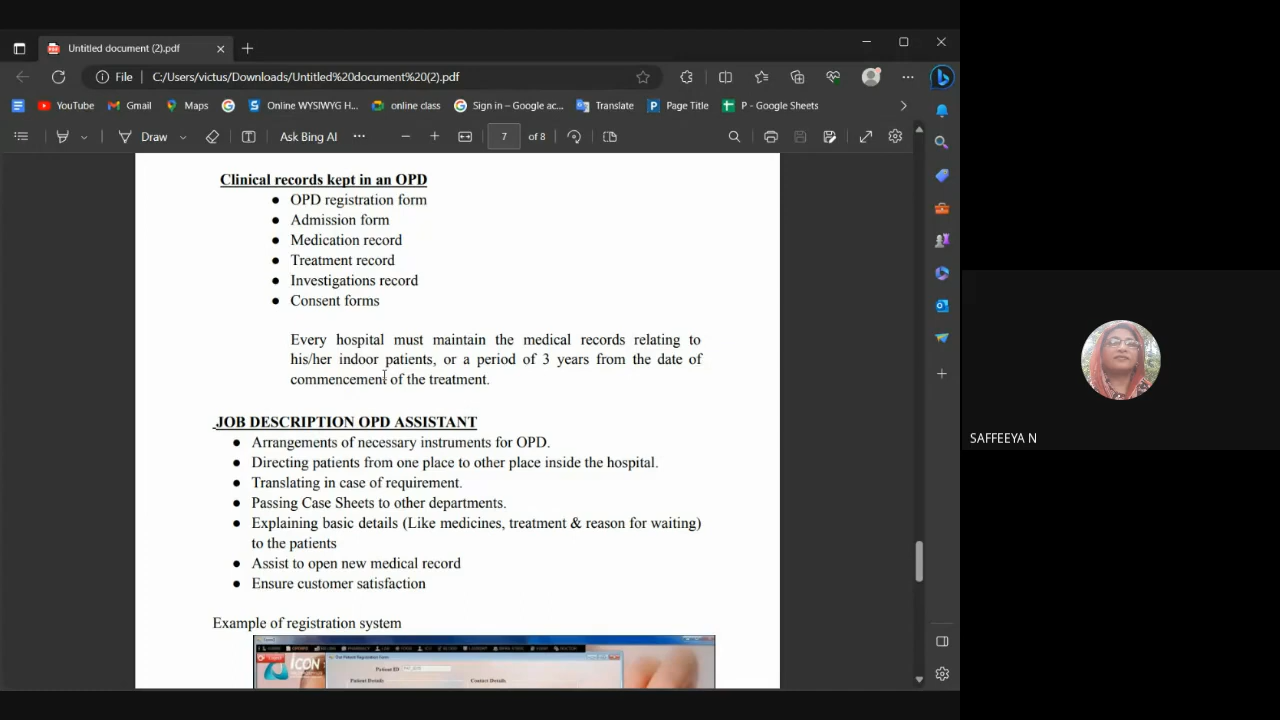 Untitled document (2).pdf
File
C:/Users/victus/Downloads/Untitled%20document%20(2).pdf
YouTube
Gmail
Maps
Online WYSIWYG H...
online class
Sign in – Google ac...
Translate
Page Title
P - Google Sheets
Draw
Ask Bing AI
7
of 8
Clinical records kept in an OPD
● OPD registration form
● Admission form
● Medication record
● Treatment record
● Investigations record
● Consent forms
Every hospital must maintain the medical records relating to
his/her indoor patients, or a period of 3 years from the date of
commencement of the treatment.
JOB DESCRIPTION OPD ASSISTANT
● Arrangements of necessary instruments for OPD.
● Directing patients from one place to other place inside the hospital.
● Translating in case of requirement.
● Passing Case Sheets to other departments.
● Explaining basic details (Like medicines, treatment & reason for waiting)
to the patients
● Assist to open new medical record
● Ensure customer satisfaction
Example of registration system
ICON
Patient ID
Patient Details
Contact Details
SAFFEEYA N